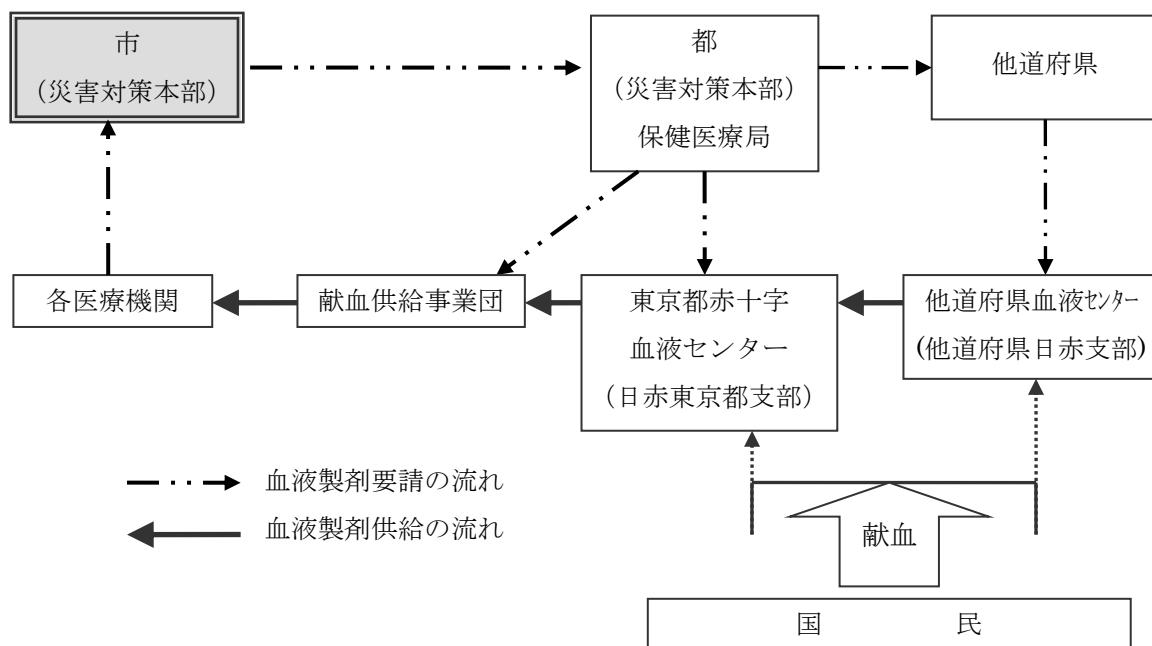 市
（災害対策本部）
都
（災害対策本部）
保健医療局
他道府県
各医療機関
献血供給事業団
東京都赤十字
血液センター
（日赤東京都支部）
他道府県血液ｾﾝﾀｰ
(他道府県日赤支部)
血液製剤要請の流れ
血液製剤供給の流れ
献血
国　民